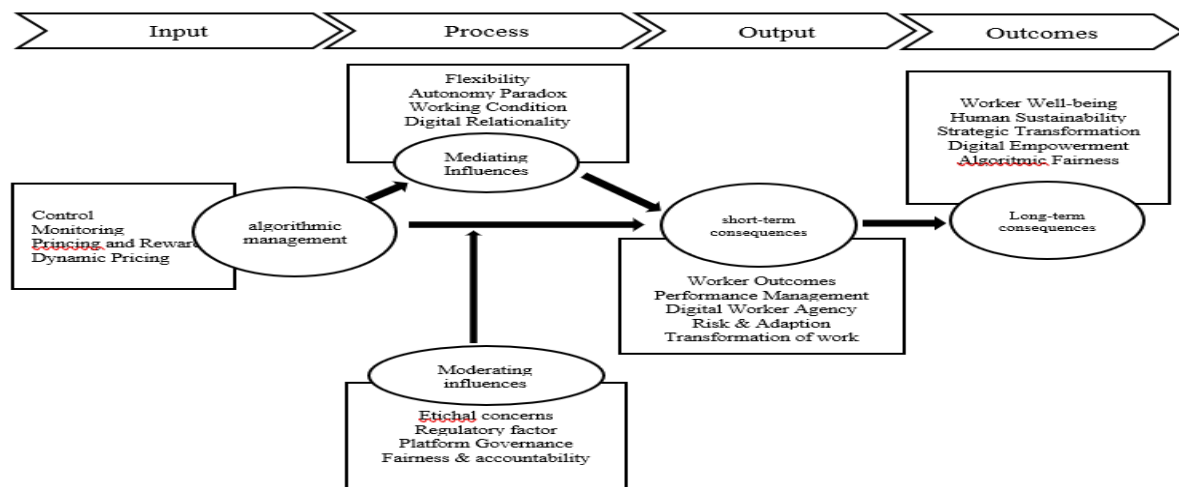 Input
Process
Output
Outcomes
Flexibility
Autonomy Paradox
Working Condition
Digital Relationality
Mediating
Influences
Control
Monitoring
Princing and Reward
Dynamic Pricing
algorithmic
management
Moderating
influences
Etichal concerns
Regulatory factor
Platform Governance
Fairness & accountability
short-term
consequences
Worker Outcomes
Performance Management
Digital Worker Agency
Risk & Adaption
Transformation of work
Worker Well-being
Human Sustainability
Strategic Transformation
Digital Empowerment
Algoritmic Fairness
Long-term
consequences